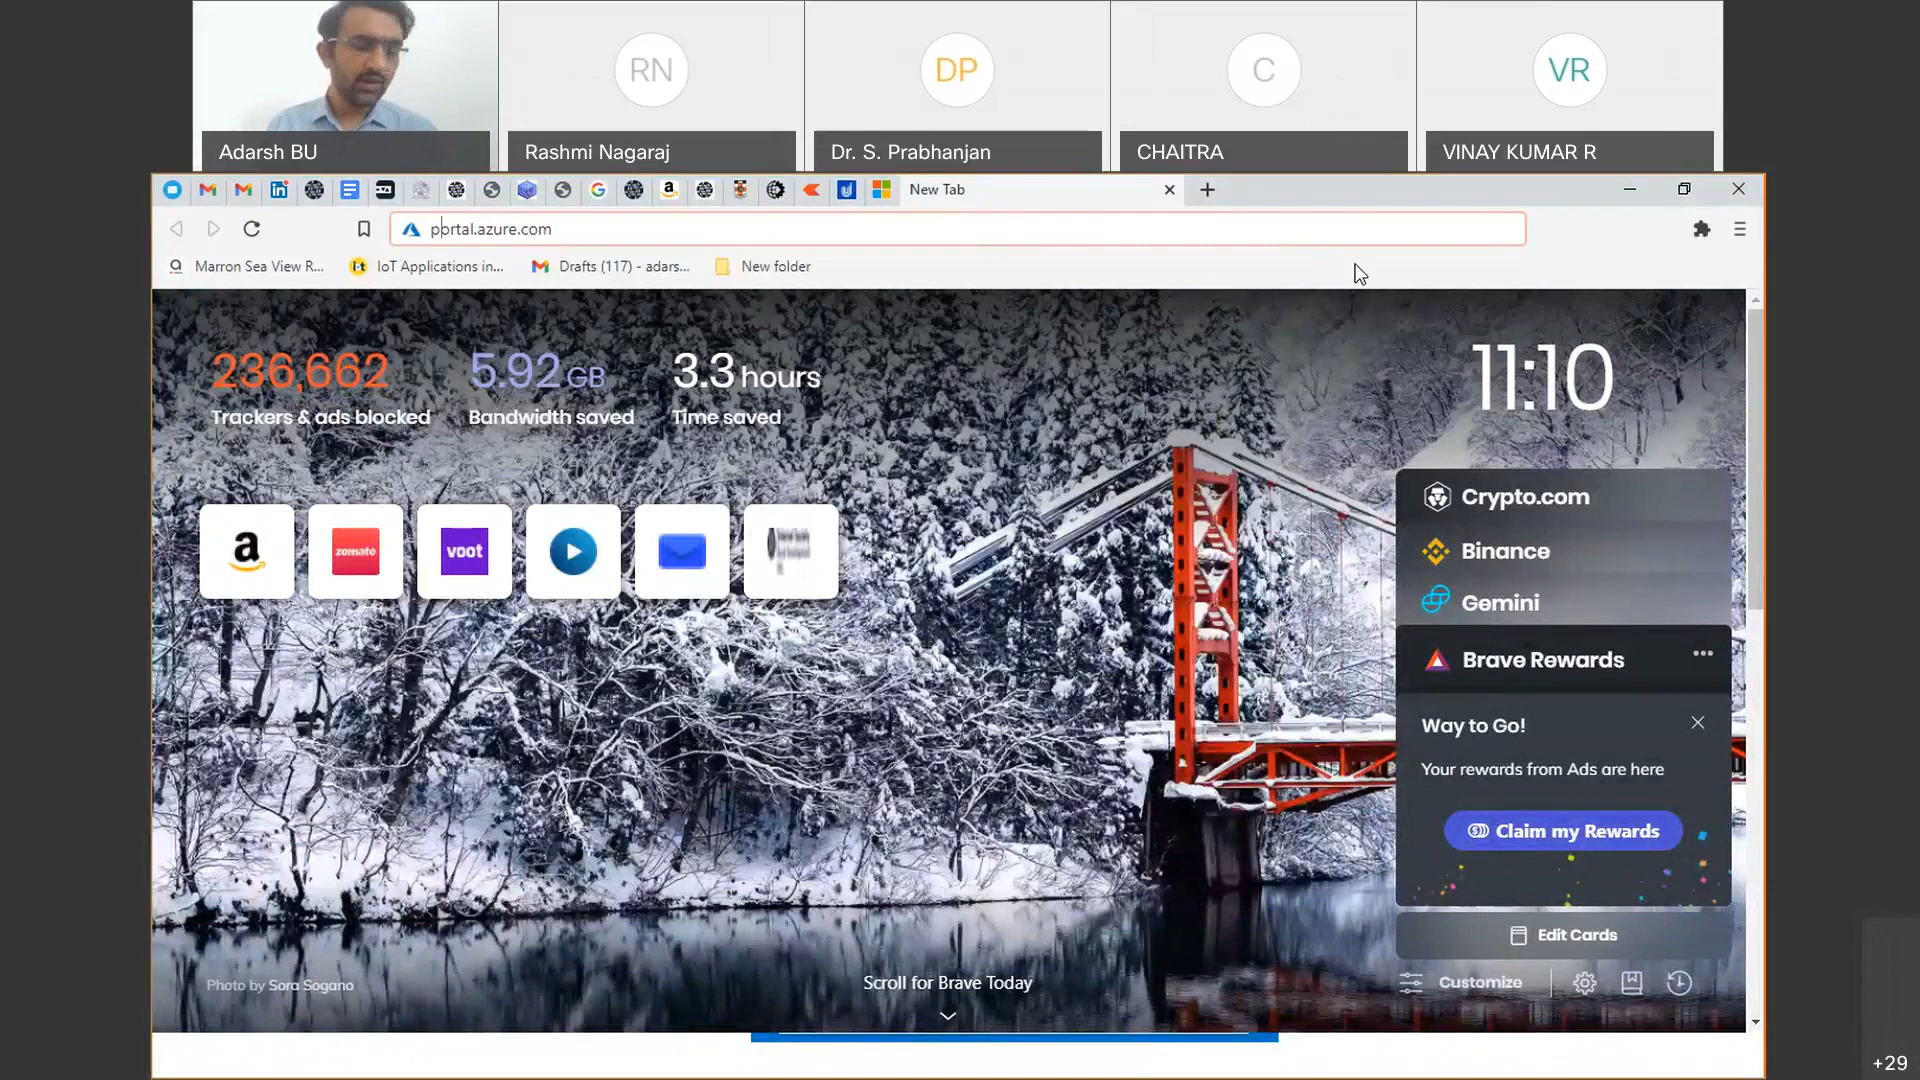 RN
DP
C
VR
Adarsh BU
Rashmi Nagaraj
Dr. S. Prabhanjan
CHAITRA
VINAY KUMAR R
New Tab
portal.azure.com
Marron Sea View R...
IoT Applications in...
Drafts (117) - adars...
New folder
236,662
Trackers & ads blocked
5.92 GB
Bandwidth saved
3.3 hours
Time saved
11:10
a
zomato
voot
Crypto.com
Binance
Gemini
Brave Rewards
Way to Go!
Your rewards from Ads are here
Claim my Rewards
Edit Cards
Customize
Photo by Sora Sogano
Scroll for Brave Today
+29